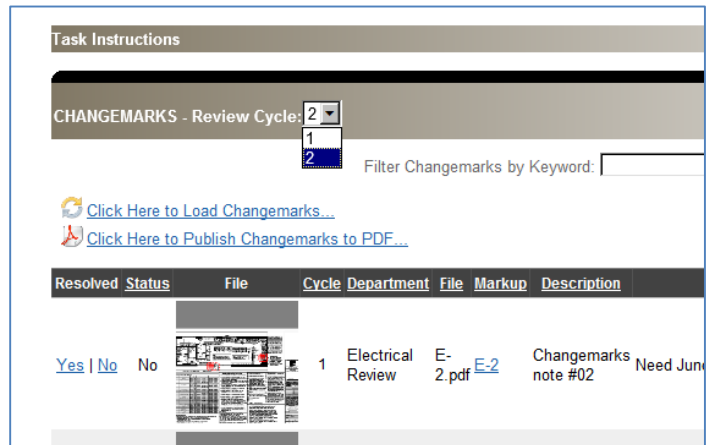 Task Instructions
CHANGEMARKS - Review Cycle: 2
1
2
Filter Changemarks by Keyword:
Click Here to Load Changemarks...
Click Here to Publish Changemarks to PDF...
Resolved Status File Cycle Department File Markup Description
Yes | No No 1 Electrical Review E-2.pdf E-2 Changemarks note #02 Need